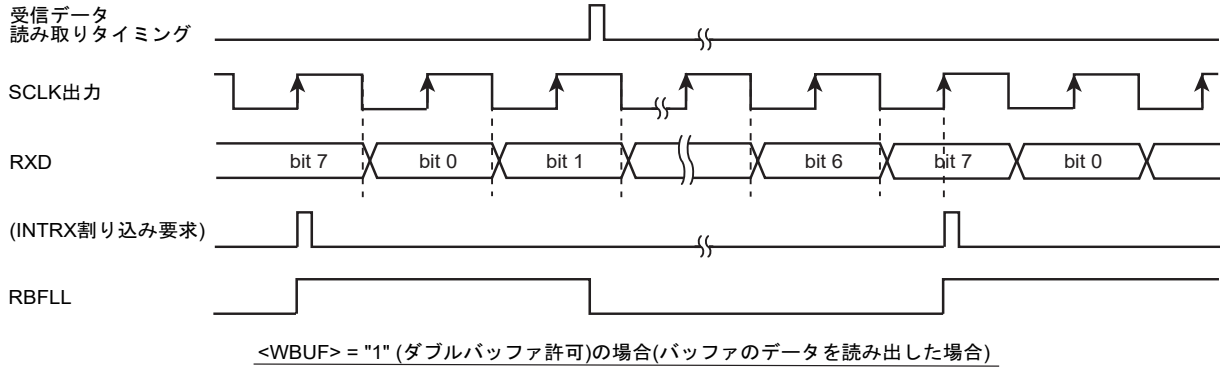 受信データ
読み取りタイミング
SCLK出力
RXD
bit 7
bit 0
bit 1
bit 6
bit 7
bit 0
(INTRX割り込み要求)
RBFLL
<WBUF> = "1" (ダブルバッファ許可)の場合(バッファのデータを読み出した場合)